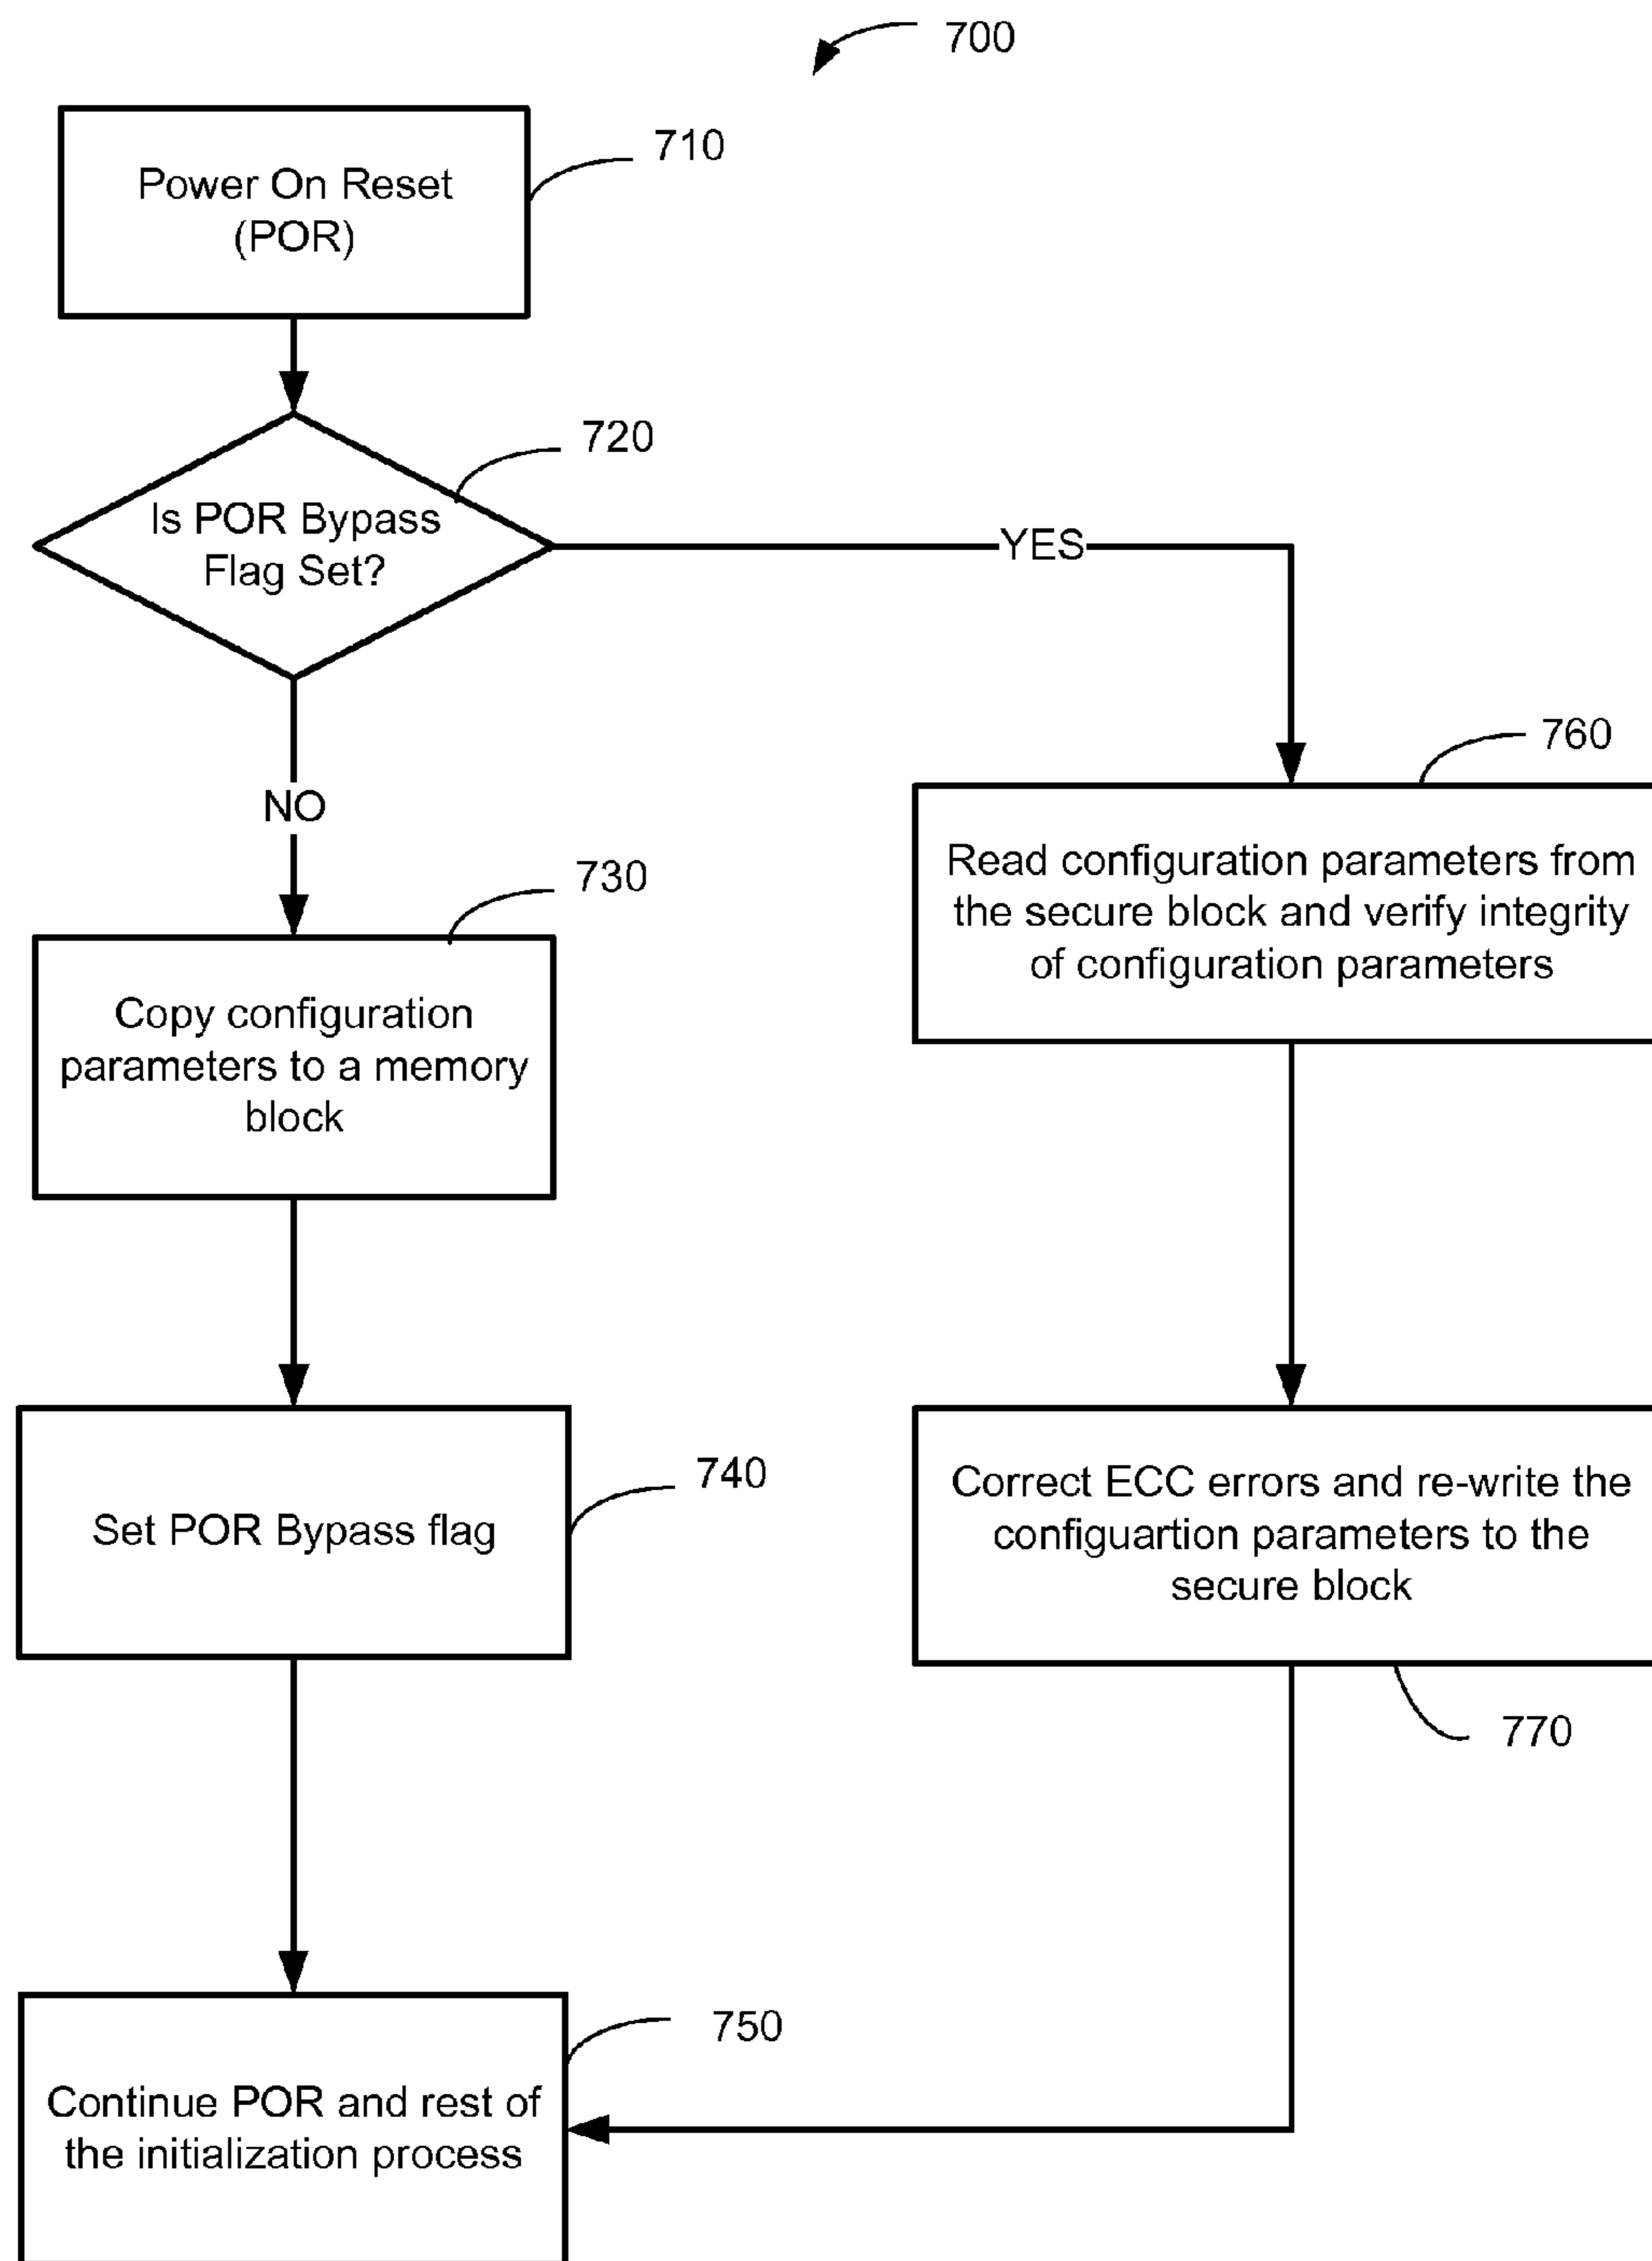 700
710
Power On Reset
(POR)
720
Is POR Bypass
Flag Set?
YES
NO
760
Read configuration parameters from
the secure block and verify integrity
of configuration parameters
730
Copy configuration
parameters to a memory
block
740
Set POR Bypass flag
Correct ECC errors and re-write the
configuartion parameters to the
secure block
770
750
Continue POR and rest of
the initialization process